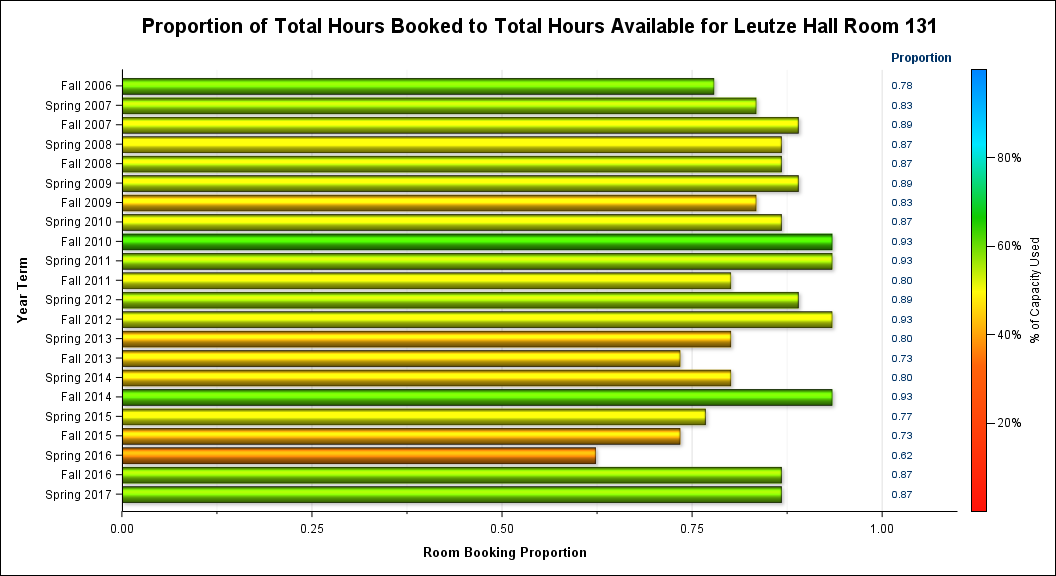 Proportion of Total Hours Booked to Total Hours Available for Leutze Hall Room 131
Proportion
Fall 2006 0.78
Spring 2007 0.83
Fall 2007 0.89
Spring 2008 0.87
Fall 2008 0.87
Spring 2009 0.89
Fall 2009 0.83
Spring 2010 0.87
Fall 2010 0.93
Spring 2011 0.93
Fall 2011 0.80
Spring 2012 0.89
Fall 2012 0.93
Spring 2013 0.80
Fall 2013 0.73
Spring 2014 0.80
Fall 2014 0.93
Spring 2015 0.77
Fall 2015 0.73
Spring 2016 0.62
Fall 2016 0.87
Spring 2017 0.87
Year Term
0.00 0.25 0.50 0.75 1.00
Room Booking Proportion
80%
60%
40%
20%
% of Capacity Used